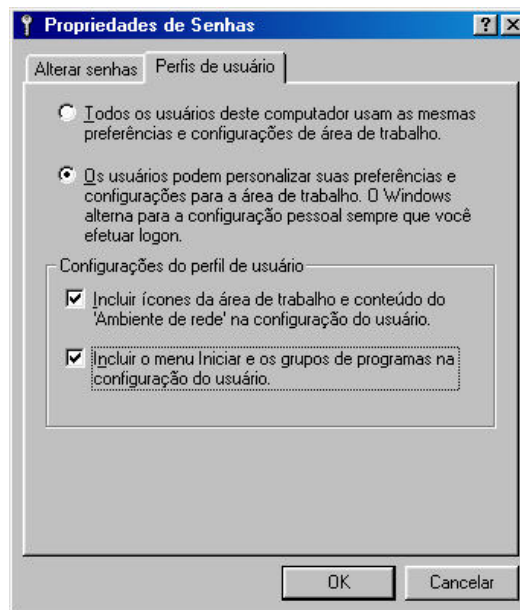 Propriedades de Senhas
Alterar senhas
Perfis de usuário
Todos os usuários deste computador usam as mesmas
preferências e configurações de área de trabalho.
Os usuários podem personalizar suas preferências e
configurações para a área de trabalho. O Windows
alterna para a configuração pessoal sempre que você
efetuar logon.
Configurações do perfil de usuário
Incluir ícones da área de trabalho e conteúdo do
'Ambiente de rede' na configuração do usuário.
Incluir o menu Iniciar e os grupos de programas na
configuração do usuário.
OK
Cancelar